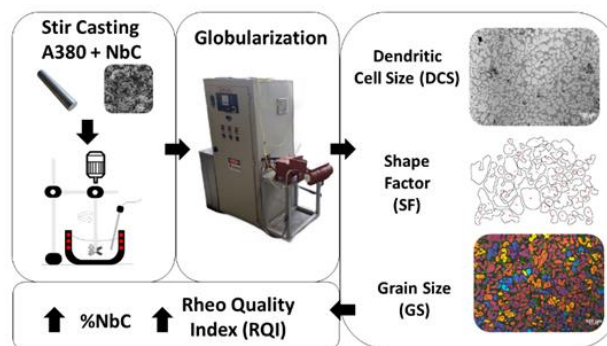 Stir Casting
A380 + NbC
Globularization
Dendritic
Cell Size (DCS)
Shape
Factor
(SF)
Grain Size
(GS)
%NbC
Rheo Quality
Index (RQI)